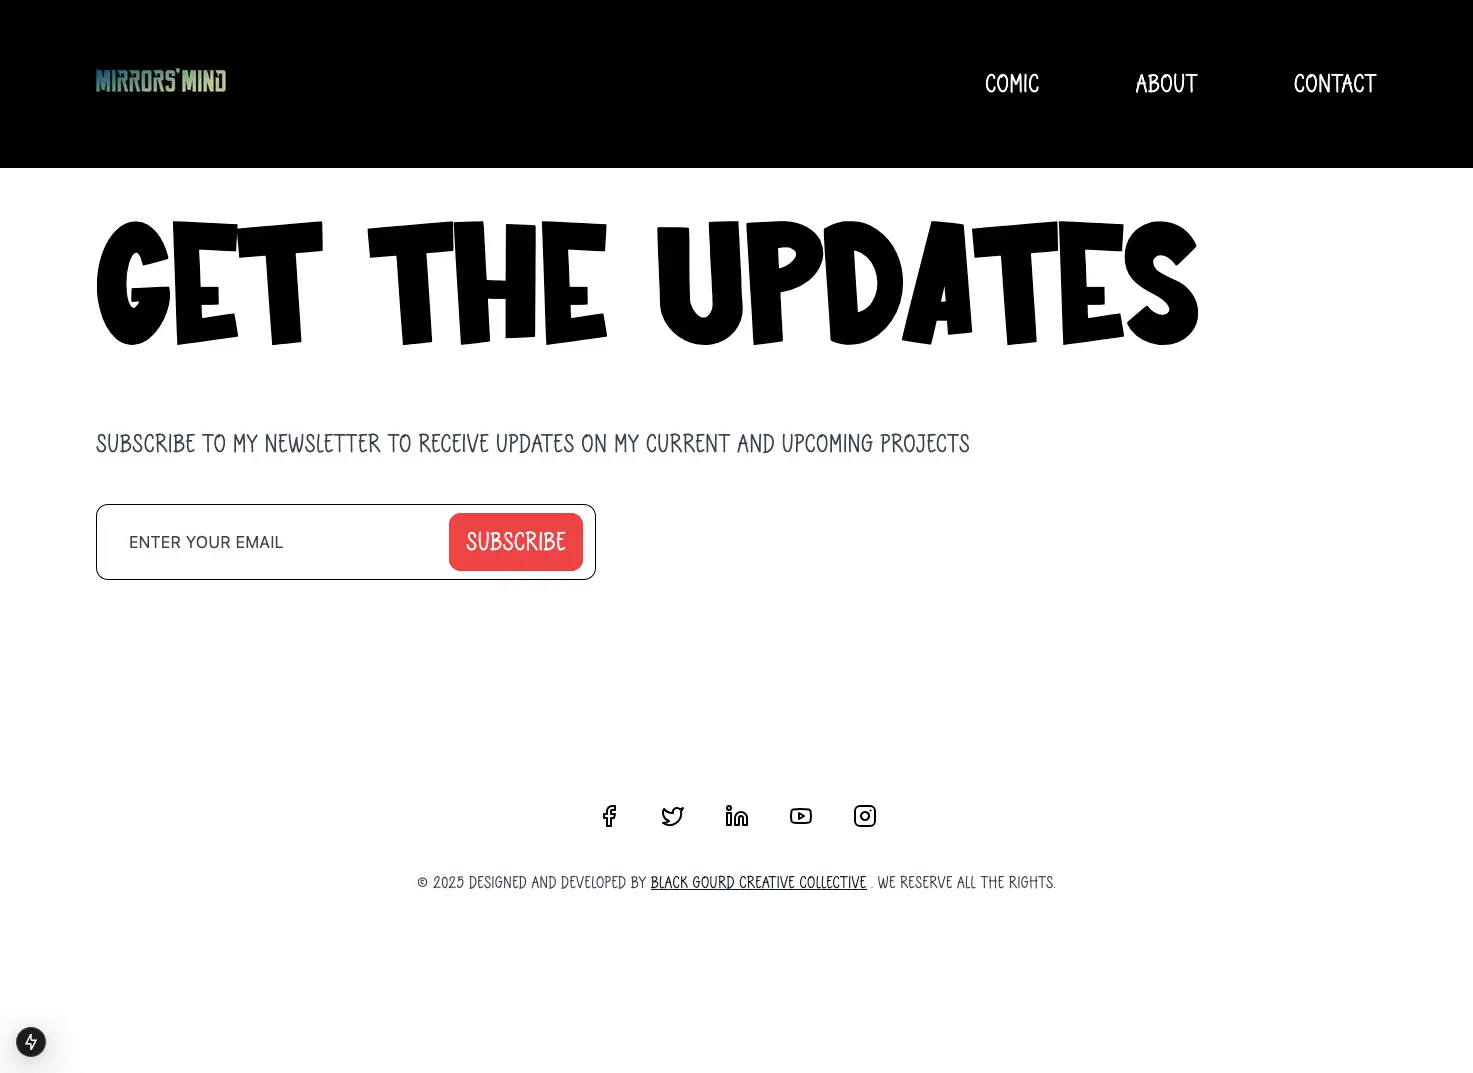 MIRRORS'MIND
COMIC ABOUT CONTACT
GET THE UPDATES
SUBSCRIBE TO MY NEWSLETTER TO RECEIVE UPDATES ON MY CURRENT AND UPCOMING PROJECTS
ENTER YOUR EMAIL SUBSCRIBE
© 2025 DESIGNED AND DEVELOPED BY BLACK GOURD CREATIVE COLLECTIVE . WE RESERVE ALL THE RIGHTS.